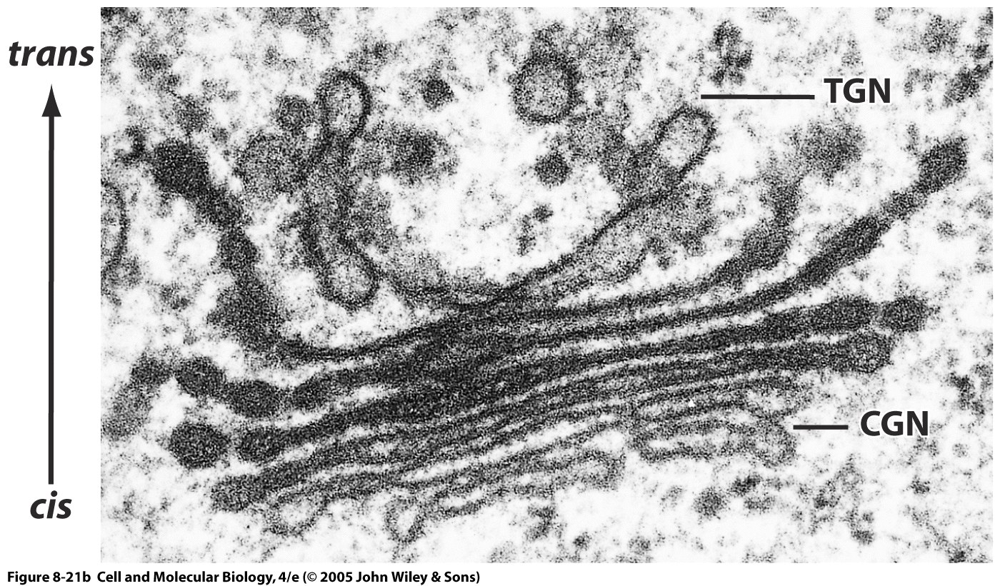 trans
TGN
CGN
cis
Figure 8-21b Cell and Molecular Biology, 4/e (© 2005 John Wiley & Sons)